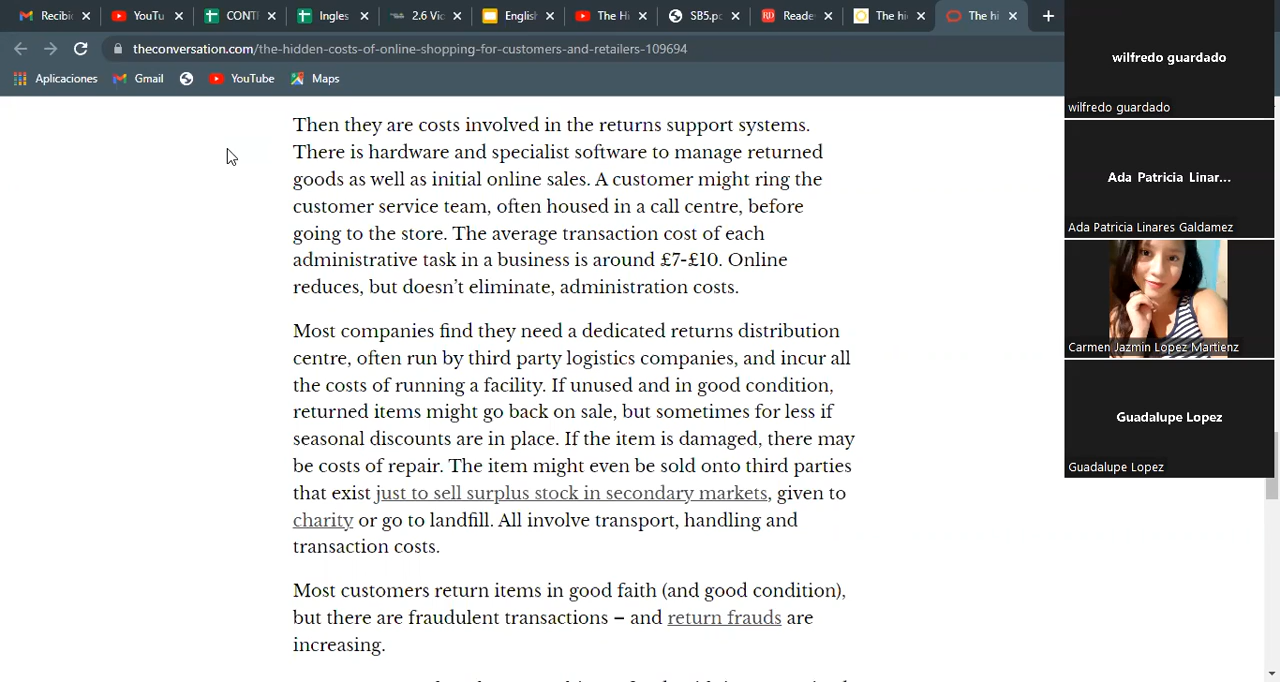 Recibi
YouTu
CONTI
Ingles
2.6 Vic
English
The Hi
SB5.pc
Reade
The hi
The hi
theconversation.com/the-hidden-costs-of-online-shopping-for-customers-and-retailers-109694
Aplicaciones
Gmail
YouTube
Maps
Then they are costs involved in the returns support systems.
There is hardware and specialist software to manage returned
goods as well as initial online sales. A customer might ring the
customer service team, often housed in a call centre, before
going to the store. The average transaction cost of each
administrative task in a business is around £7-£10. Online
reduces, but doesn't eliminate, administration costs.
Most companies find they need a dedicated returns distribution
centre, often run by third party logistics companies, and incur all
the costs of running a facility. If unused and in good condition,
returned items might go back on sale, but sometimes for less if
seasonal discounts are in place. If the item is damaged, there may
be costs of repair. The item might even be sold onto third parties
that exist just to sell surplus stock in secondary markets, given to
charity or go to landfill. All involve transport, handling and
transaction costs.
Most customers return items in good faith (and good condition),
but there are fraudulent transactions – and return frauds are
increasing.
wilfredo guardado
wilfredo guardado
Ada Patricia Linar...
Ada Patricia Linares Galdamez
Carmen Jazmin Lopez Martienz
Guadalupe Lopez
Guadalupe Lopez